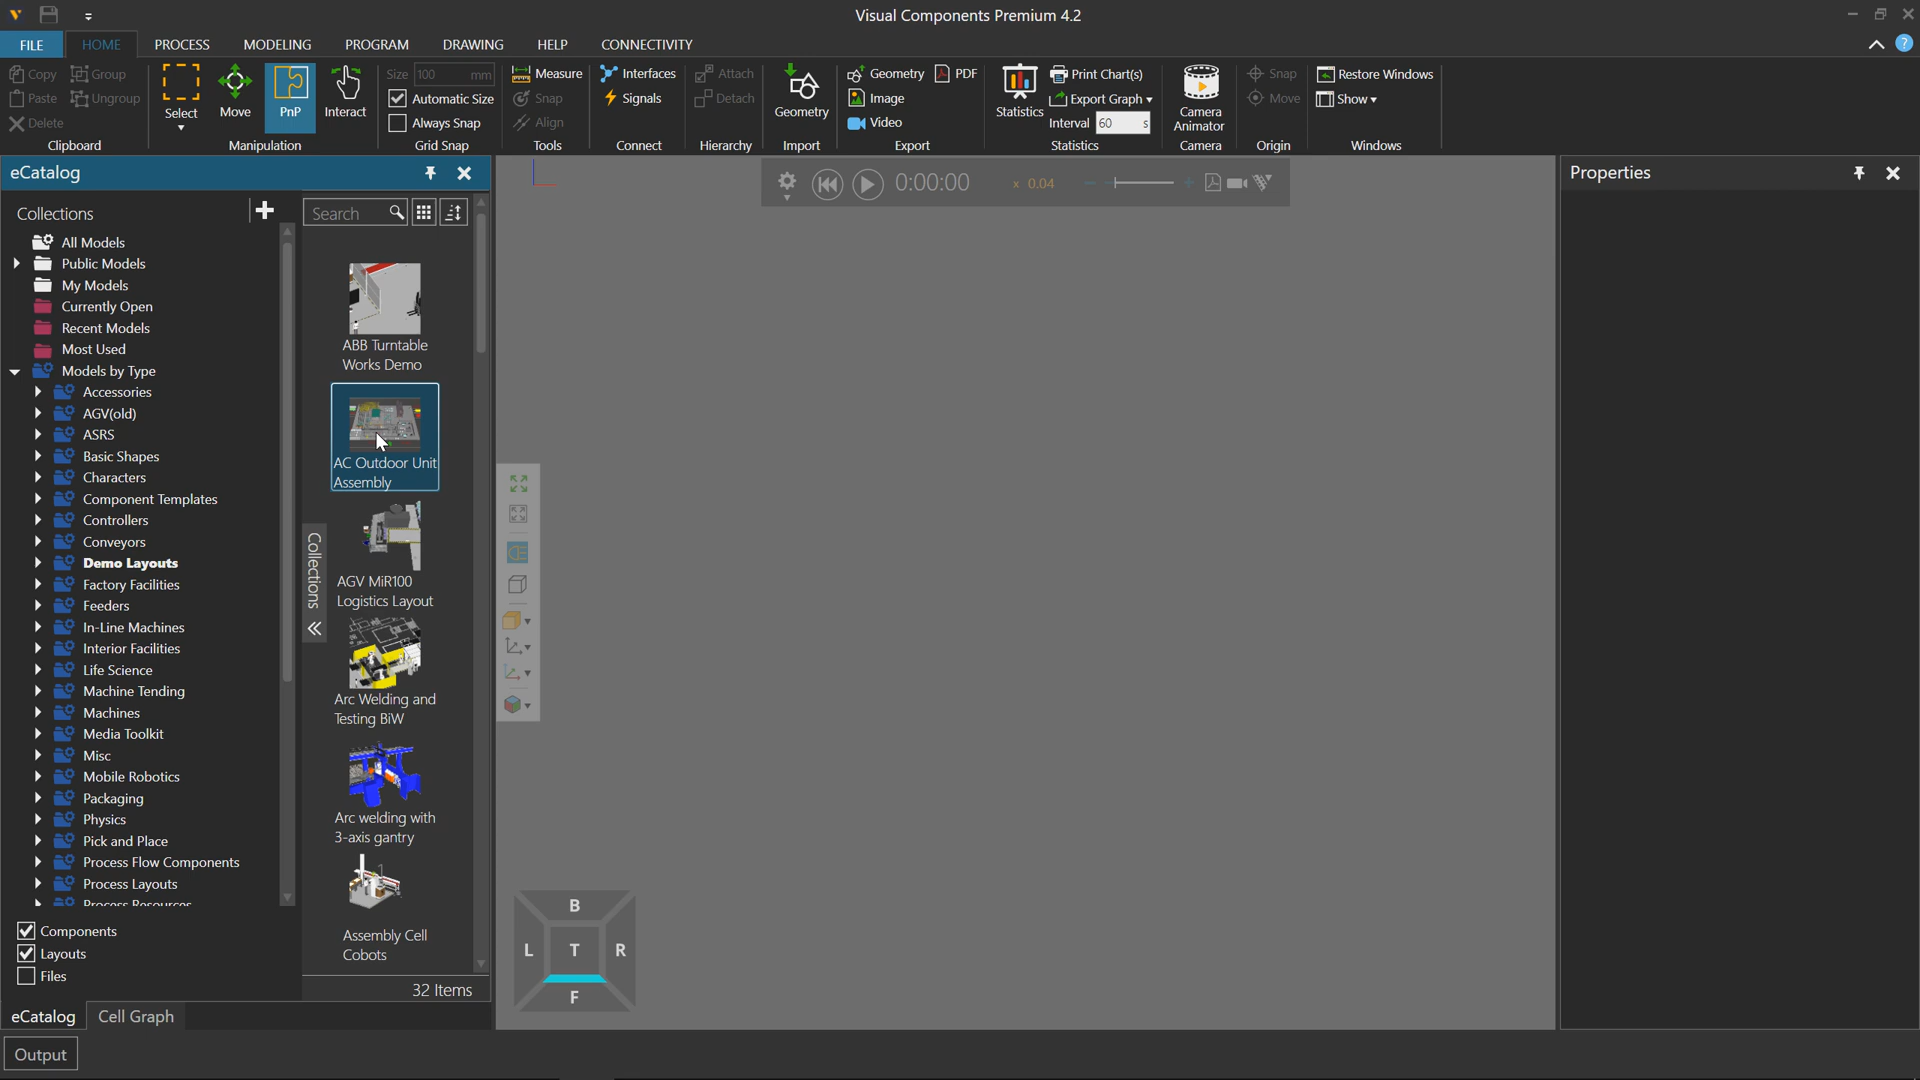 Visual Components Premium 4.2
FILE HOME PROCESS MODELING PROGRAM DRAWING HELP CONNECTIVITY
Copy Group
Paste Ungroup
Delete
Clipboard
Select Move PnP Interact
Manipulation
Size 100 mm
Automatic Size
Always Snap
Grid Snap
Measure
Snap
Align
Tools
Interfaces
Signals
Connect
Attach
Detach
Hierarchy
Geometry
Import
Geometry PDF
Image
Video
Export
Statistics
Print Chart(s)
Export Graph
Interval 60 s
Statistics
Camera
Animator
Camera
Snap
Move
Origin
Restore Windows
Show
Windows
eCatalog
Collections
All Models
Public Models
My Models
Currently Open
Recent Models
Most Used
Models by Type
Accessories
AGV(old)
ASRS
Basic Shapes
Characters
Component Templates
Controllers
Conveyors
Demo Layouts
Factory Facilities
Feeders
In-Line Machines
Interior Facilities
Life Science
Machine Tending
Machines
Media Toolkit
Misc
Mobile Robotics
Packaging
Physics
Pick and Place
Process Flow Components
Process Layouts
Process Resources
Components
Layouts
Files
Search
ABB Turntable
Works Demo
AC Outdoor Unit
Assembly
AGV MiR100
Logistics Layout
Arc Welding and
Testing BiW
Arc welding with
3-axis gantry
Assembly Cell
Cobots
32 Items
Collections
eCatalog Cell Graph
Output
0:00:00 x 0.04
B
L T R
F
Properties